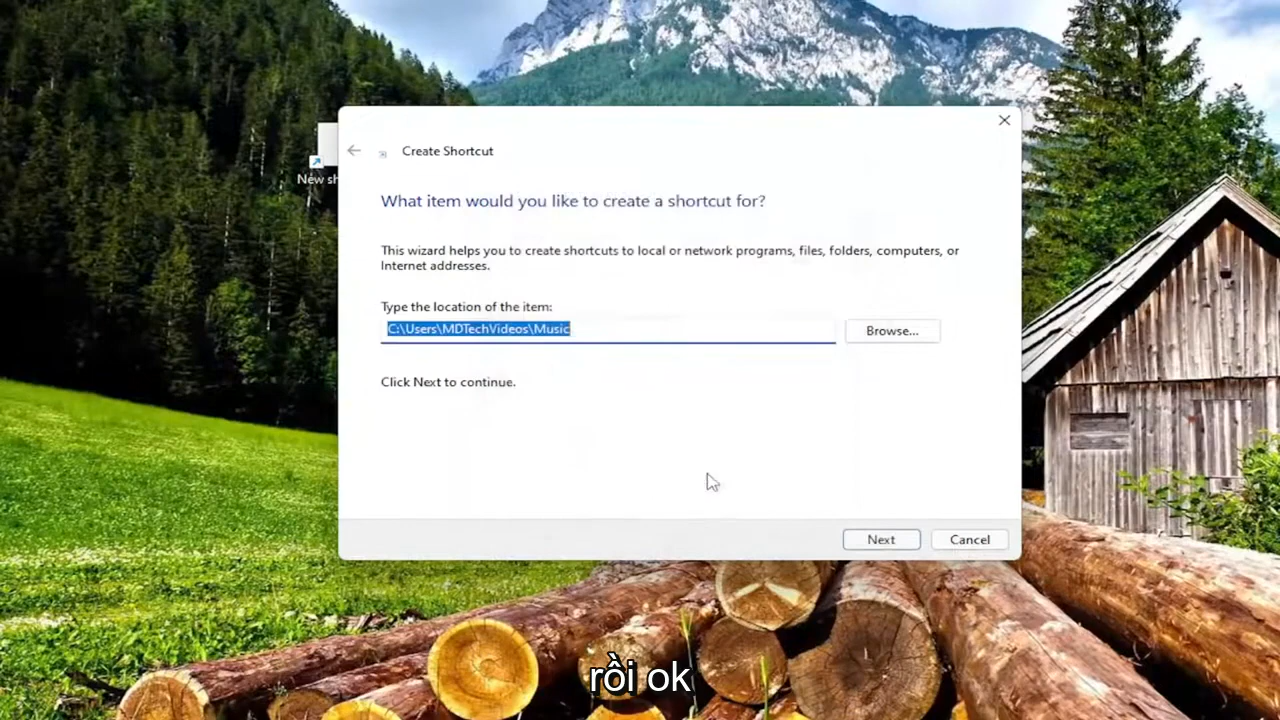 Create Shortcut
New sh
What item would you like to create a shortcut for?
This wizard helps you to create shortcuts to local or network programs, files, folders, computers, or
Internet addresses.
Type the location of the item:
C:\Users\MDTechVideos\Music
Browse...
Click Next to continue.
Next
Cancel
rồi ok